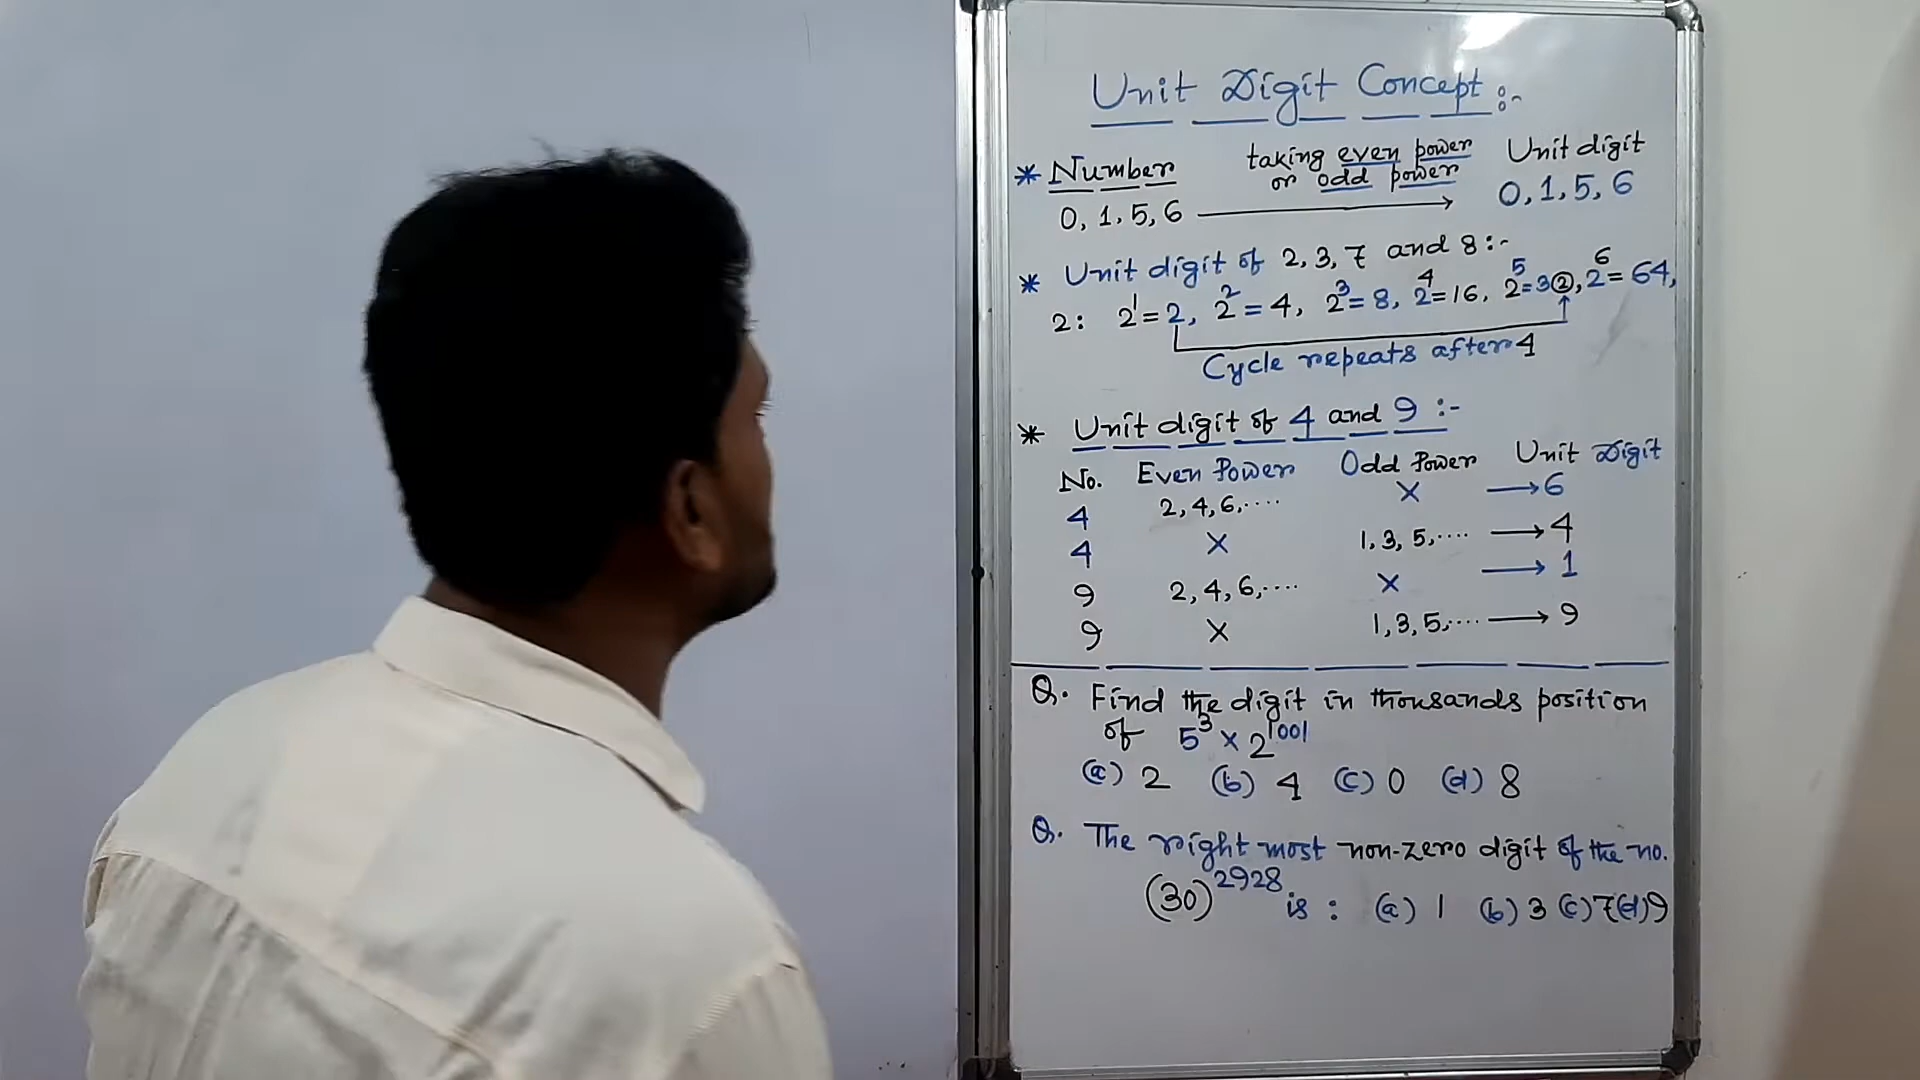 Unit Digit Concept :-
* Number taking even power Unit digit
or odd power
0, 1, 5, 6 ⟶ 0, 1, 5, 6
* Unit digit of 2, 3, 7 and 8 :-
2: 2¹ = 2, 2² = 4, 2³ = 8, 2⁴ = 16, 2⁵ = 32, 2⁶ = 64,
Cycle repeats after 4
* Unit digit of 4 and 9 :-
No. Even Power Odd Power Unit Digit
4 2, 4, 6, .... × ⟶ 6
4 × 1, 3, 5, .... ⟶ 4
9 2, 4, 6, .... × ⟶ 1
9 × 1, 3, 5, .... ⟶ 9
Q. Find the digit in thousands position
of 5³ × 2¹⁰⁰¹
(a) 2 (b) 4 (c) 0 (d) 8
Q. The right most non-zero digit of the no.
(30)²⁹²⁸ is : (a) 1 (b) 3 (c) 7 (d) 9